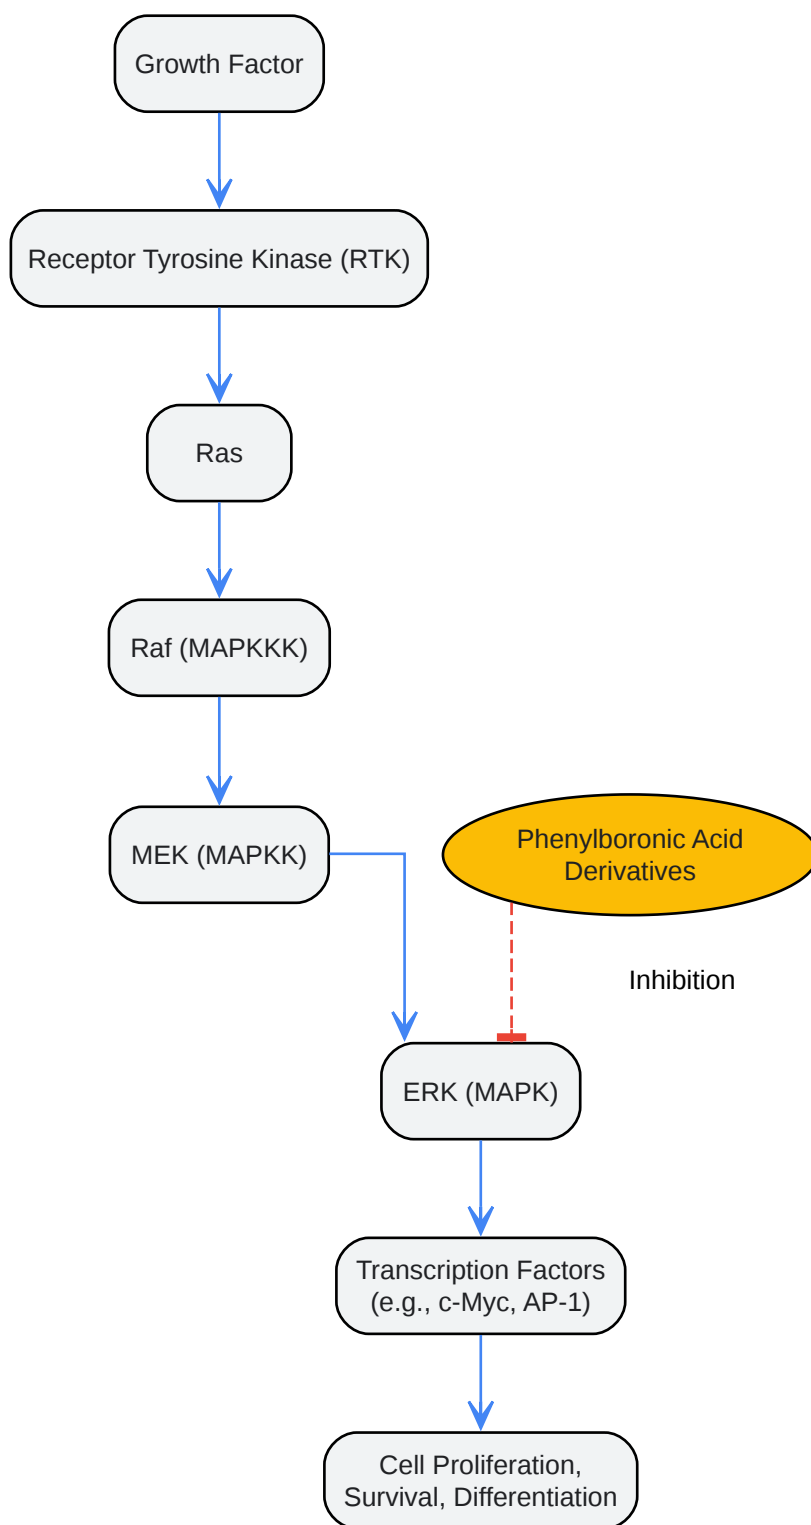 Growth Factor
Receptor Tyrosine Kinase (RTK)
Ras
Raf (MAPKKK)
MEK (MAPKK)
Phenylboronic Acid
Derivatives
Inhibition
ERK (MAPK)
Transcription Factors
(e.g., c-Myc, AP-1)
Cell Proliferation,
Survival, Differentiation